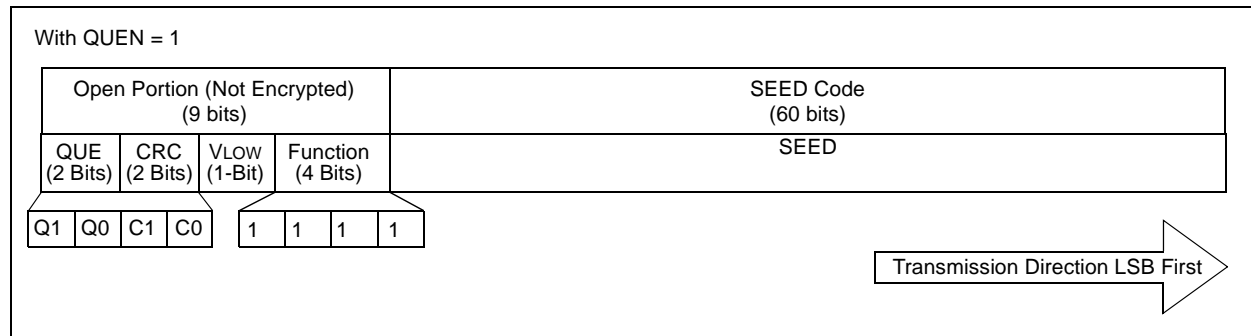 With QUEN = 1
Open Portion (Not Encrypted)
(9 bits)
SEED Code
(60 bits)
QUE
(2 Bits)
CRC
(2 Bits)
VLOW
(1-Bit)
Function
(4 Bits)
SEED
Q1 Q0 C1 C0 1 1 1 1
Transmission Direction LSB First